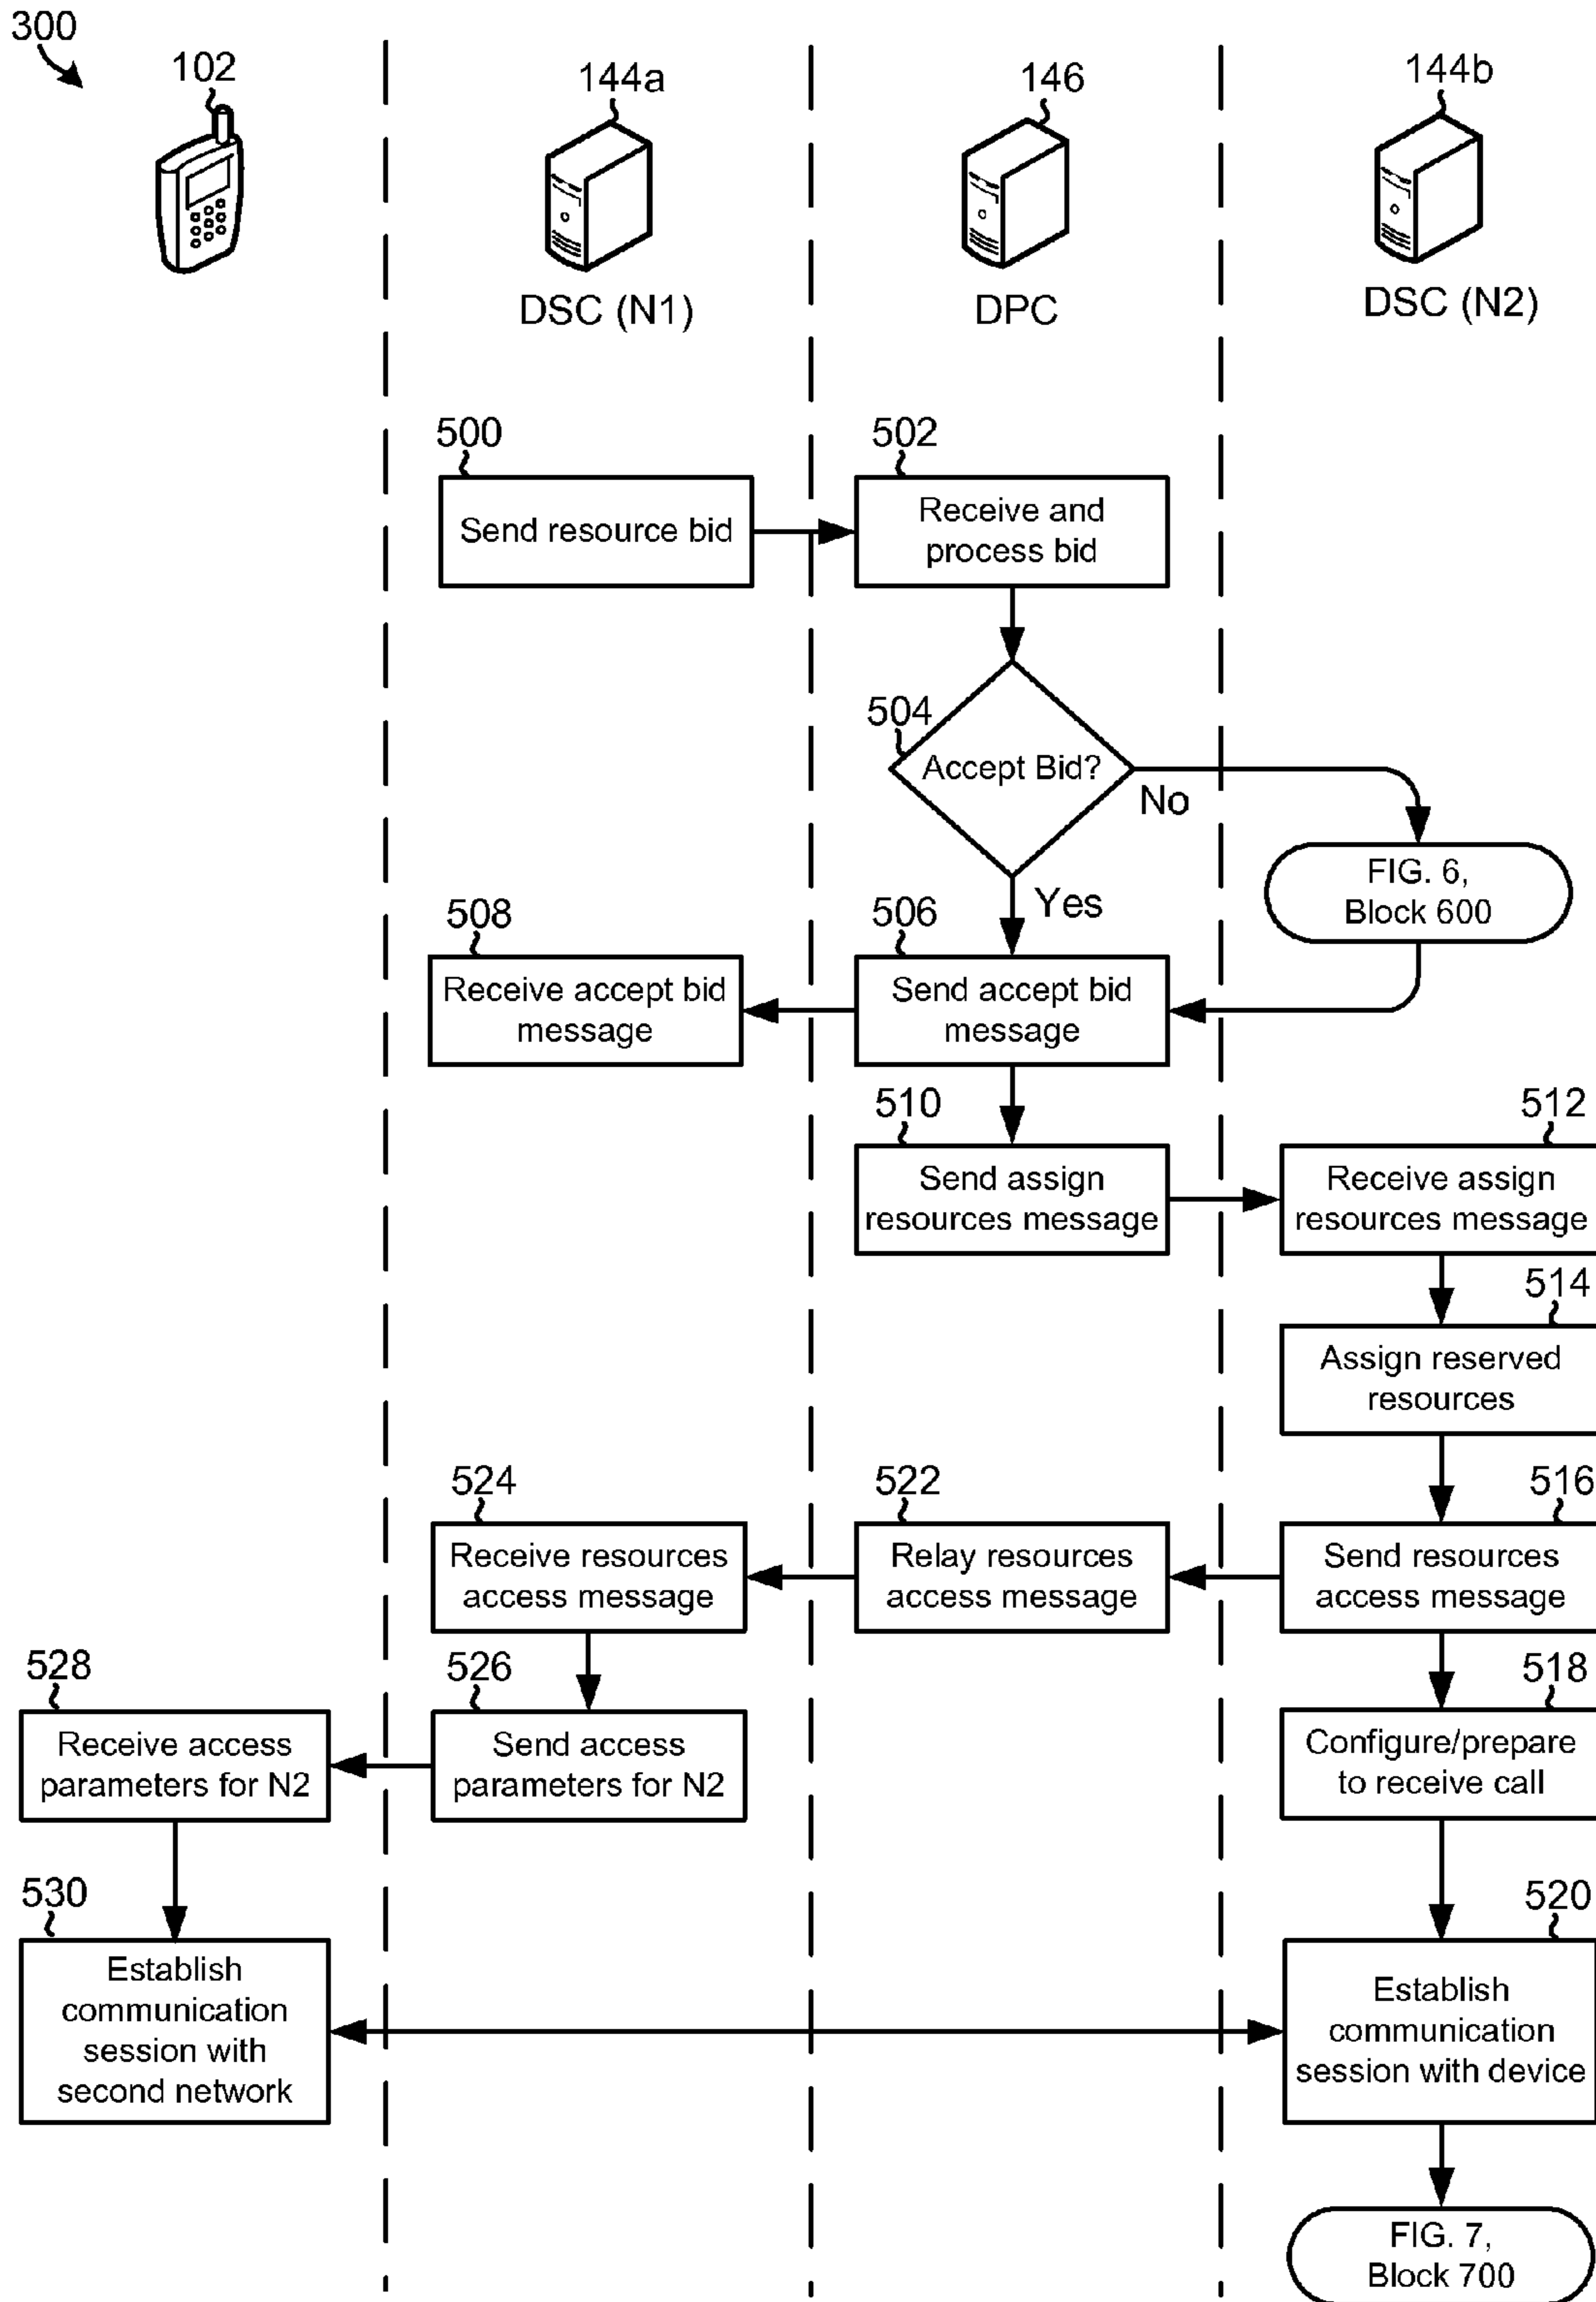 300
102
144a
146
144b
DSC (N1)
DPC
DSC (N2)
500
Send resource bid
502
Receive and
process bid
504
Accept Bid?
No
Yes
FIG. 6,
Block 600
508
Receive accept bid
message
506
Send accept bid
message
510
Send assign
resources message
512
Receive assign
resources message
514
Assign reserved
resources
524
Receive resources
access message
522
Relay resources
access message
516
Send resources
access message
528
Receive access
parameters for N2
526
Send access
parameters for N2
518
Configure/prepare
to receive call
530
Establish
communication
session with
second network
520
Establish
communication
session with device
FIG. 7,
Block 700